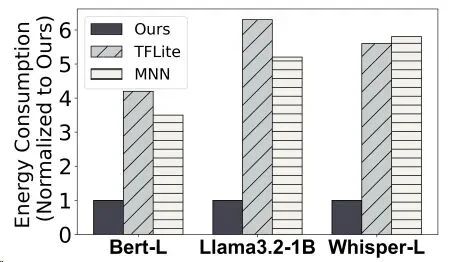 Energy Consumption
(Normalized to Ours)
6
5
4
3
2
1
0
Ours
TFLite
MNN
Bert-L
Llama3.2-1B
Whisper-L